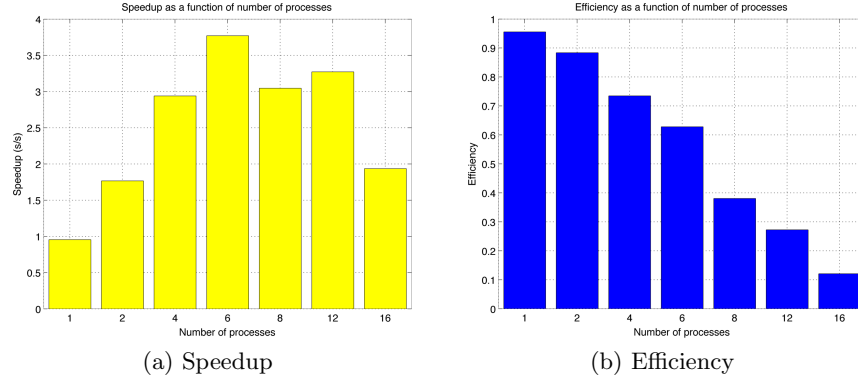 Speedup as a function of number of processes
4
3.5
3
2.5
2
1.5
1
0.5
0
Speedup (s/s)
1 2 4 6 8 12 16
Number of processes
(a) Speedup
Efficiency as a function of number of processes
1
0.9
0.8
0.7
0.6
0.5
0.4
0.3
0.2
0.1
0
Efficiency
1 2 4 6 8 12 16
Number of processes
(b) Efficiency